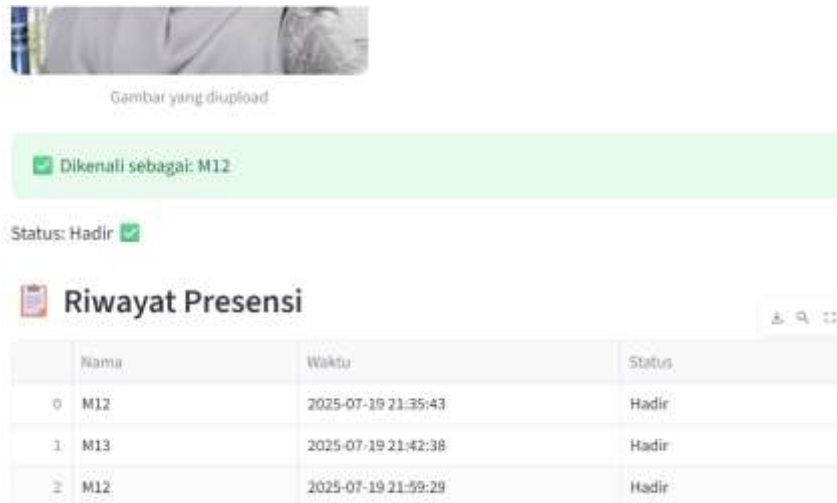 Gambar yang diupload
✅ Dikenali sebagai: M12
Status: Hadir ✅
📋 Riwayat Presensi
Nama Waktu Status
0 M12 2025-07-19 21:35:43 Hadir
1 M13 2025-07-19 21:42:38 Hadir
2 M12 2025-07-19 21:59:29 Hadir